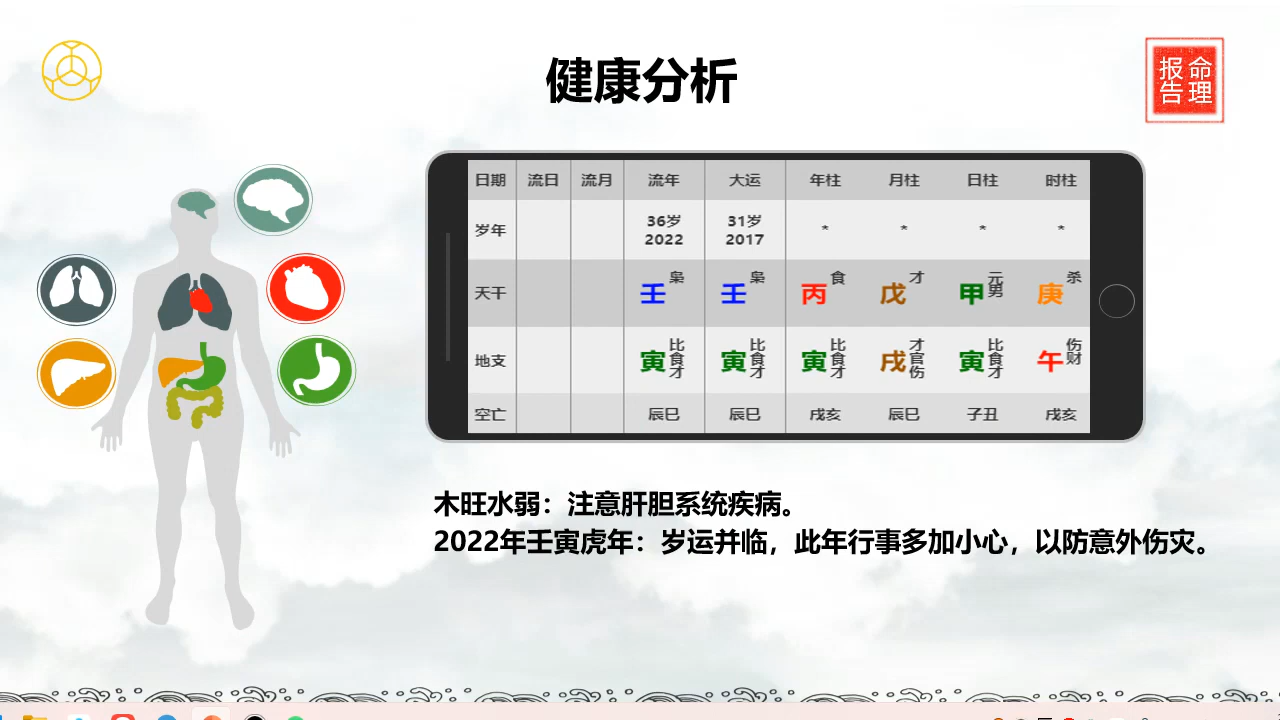 健康分析
报命
告理
日期 流日 流月 流年 大运 年柱 月柱 日柱 时柱
岁年 36岁 2022 31岁 2017 * * * *
天干 壬 枭 壬 枭 丙 食 戊 才 甲 元男 庚 杀
地支 寅 比食才 寅 比食才 寅 比食才 戌 才官伤 寅 比食才 午 伤财
空亡 辰巳 辰巳 戌亥 辰巳 子丑 戌亥
木旺水弱：注意肝胆系统疾病。
2022年壬寅虎年：岁运并临，此年行事多加小心，以防意外伤灾。